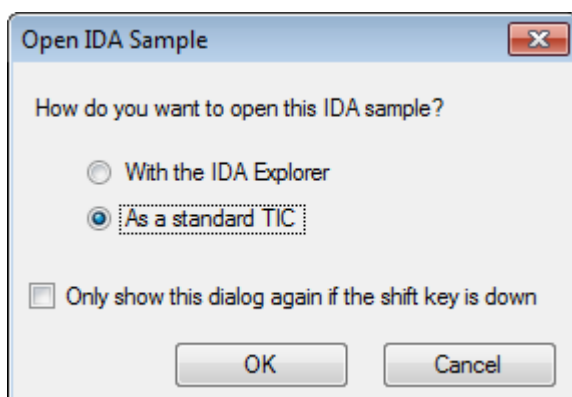 Open IDA Sample
How do you want to open this IDA sample?
With the IDA Explorer
As a standard TIC
Only show this dialog again if the shift key is down
OK Cancel